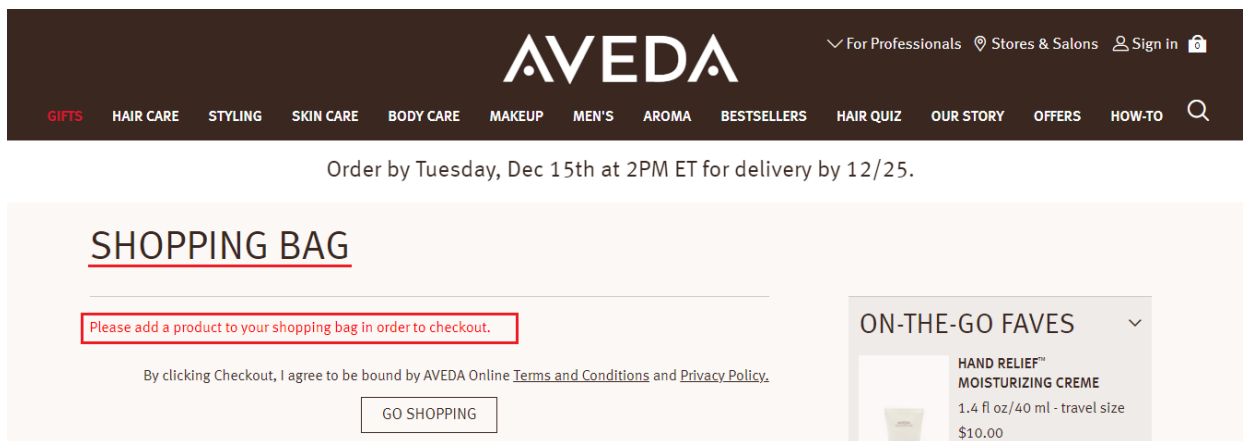 AVEDA
For Professionals
Stores & Salons
Sign in
0
GIFTS
HAIR CARE
STYLING
SKIN CARE
BODY CARE
MAKEUP
MEN'S
AROMA
BESTSELLERS
HAIR QUIZ
OUR STORY
OFFERS
HOW-TO
Order by Tuesday, Dec 15th at 2PM ET for delivery by 12/25.
SHOPPING BAG
Please add a product to your shopping bag in order to checkout.
By clicking Checkout, I agree to be bound by AVEDA Online Terms and Conditions and Privacy Policy.
GO SHOPPING
ON-THE-GO FAVES
HAND RELIEF™
MOISTURIZING CREME
1.4 fl oz/40 ml - travel size
$10.00